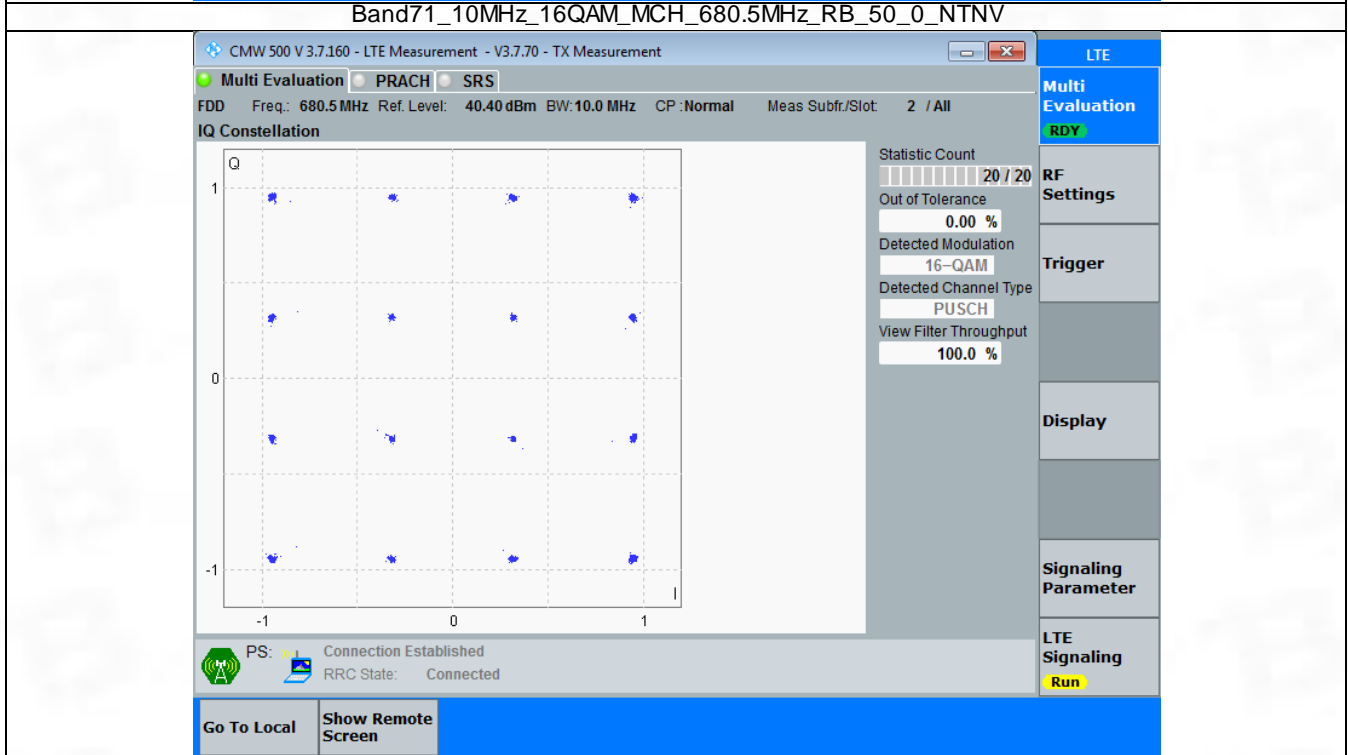 Band71_10MHz_16QAM_MCH_680.5MHz_RB_50_0_NTNV
CMW 500 V 3.7.160 - LTE Measurement - V3.7.70 - TX Measurement
LTE
Multi Evaluation PRACH SRS
Multi
Evaluation
RDY
FDD Freq.: 680.5 MHz Ref. Level: 40.40 dBm BW: 10.0 MHz CP : Normal Meas Subfr./Slot: 2 / All
IQ Constellation
Q
1
0
-1
-1 0 1
I
Statistic Count
20 / 20
Out of Tolerance
0.00 %
Detected Modulation
16-QAM
Detected Channel Type
PUSCH
View Filter Throughput
100.0 %
RF
Settings
Trigger
Display
Signaling
Parameter
LTE
Signaling
Run
PS: Connection Established
RRC State: Connected
Go To Local
Show Remote
Screen